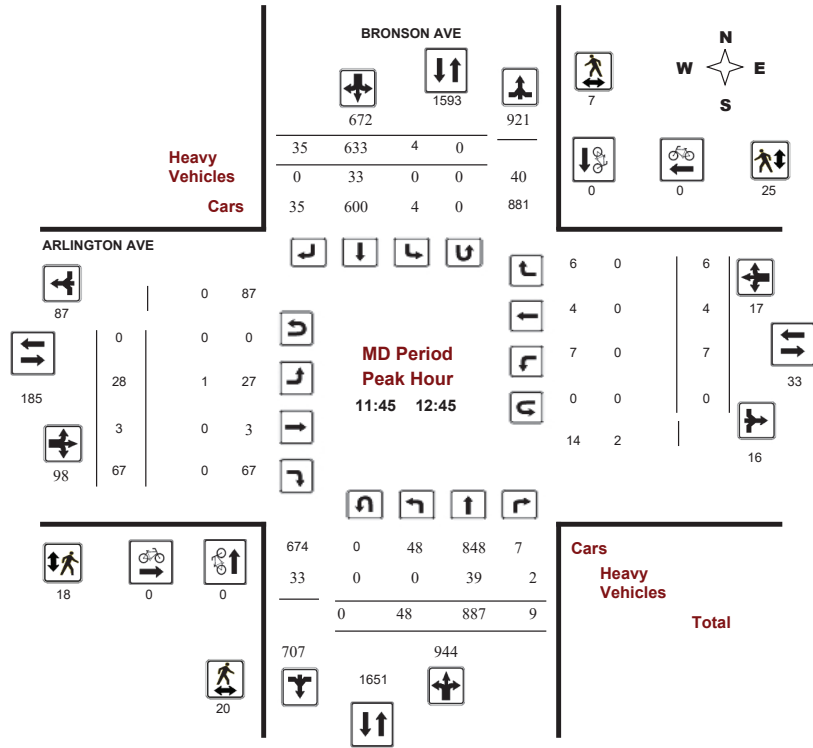 BRONSON AVE
N
W E
S
1593
7
672 921
35 633 4 0
Heavy
Vehicles
0 33 0 0 40
Cars
35 600 4 0 881
0 0 25
ARLINGTON AVE
87
0 87
6 0 6
17
4 0 4
0 0 0
185
28 1 27
MD Period
Peak Hour
11:45 12:45
7 0 7
33
0 0 0
3 0 3
98
67 0 67
14 2
16
674 0 48 848 7
Cars
33 0 0 39 2
Heavy
Vehicles
18 0 0
0 48 887 9
Total
707 944
1651
20